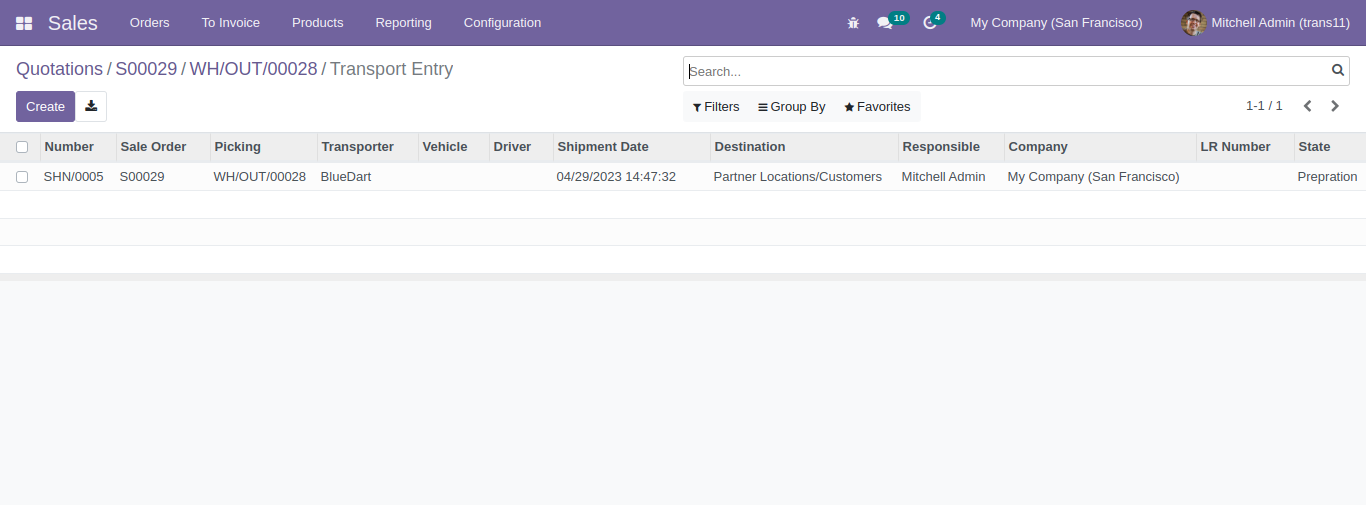 Sales Orders To Invoice Products Reporting Configuration 10 4 My Company (San Francisco) Mitchell Admin (trans11)
Quotations / S00029 / WH/OUT/00028 / Transport Entry
Search...
Create Filters Group By Favorites 1-1 / 1
Number Sale Order Picking Transporter Vehicle Driver Shipment Date Destination Responsible Company LR Number State
SHN/0005 S00029 WH/OUT/00028 BlueDart 04/29/2023 14:47:32 Partner Locations/Customers Mitchell Admin My Company (San Francisco) Prepration